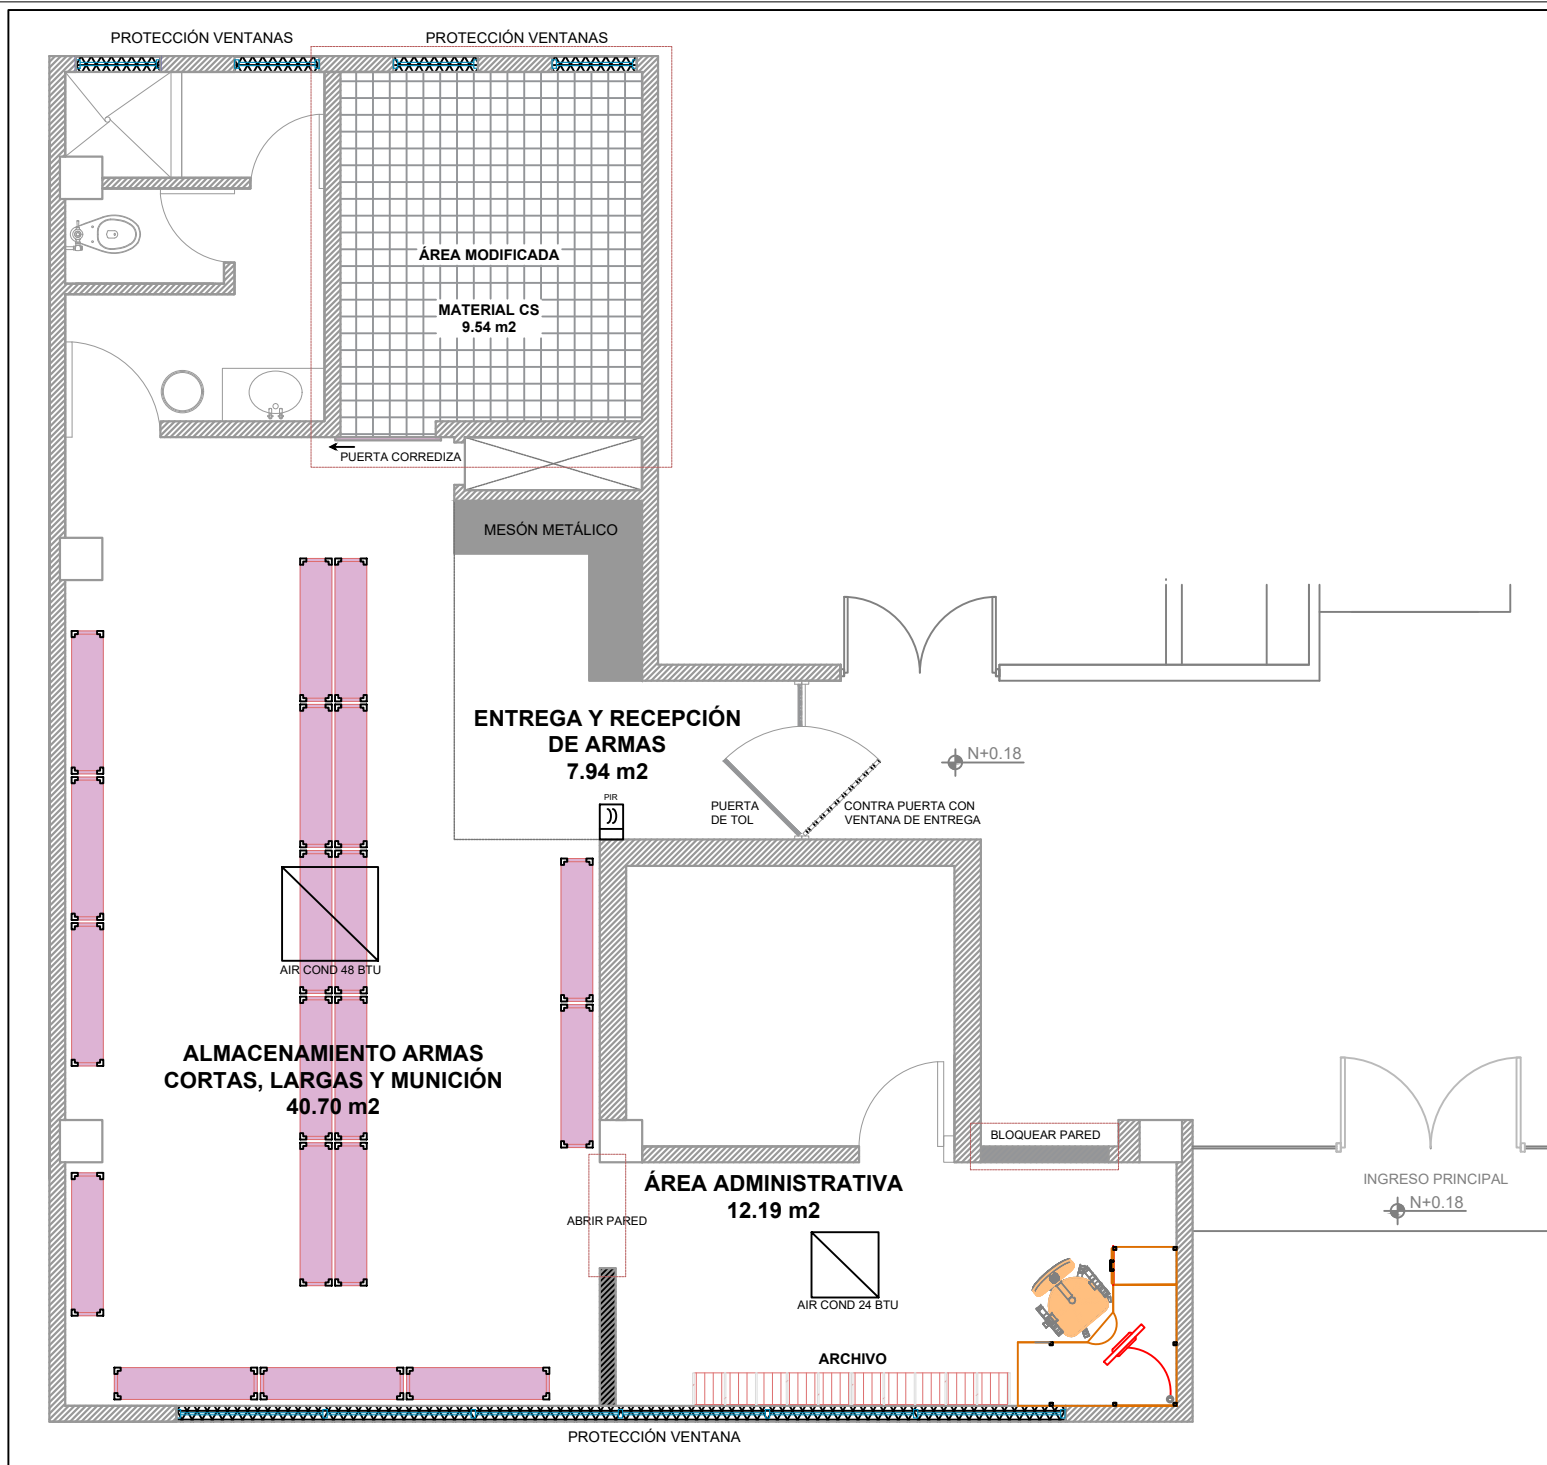 PROTECCIÓN VENTANAS
PROTECCIÓN VENTANAS
ÁREA MODIFICADA
MATERIAL CS
9.54 m2
PUERTA CORREDIZA
MESÓN METÁLICO
ENTREGA Y RECEPCIÓN
DE ARMAS
7.94 m2
N+0.18
PIR
PUERTA
DE TOL
CONTRA PUERTA CON
VENTANA DE ENTREGA
AIR COND 48 BTU
ALMACENAMIENTO ARMAS
CORTAS, LARGAS Y MUNICIÓN
40.70 m2
BLOQUEAR PARED
ÁREA ADMINISTRATIVA
12.19 m2
INGRESO PRINCIPAL
N+0.18
ABRIR PARED
AIR COND 24 BTU
ARCHIVO
PROTECCIÓN VENTANA